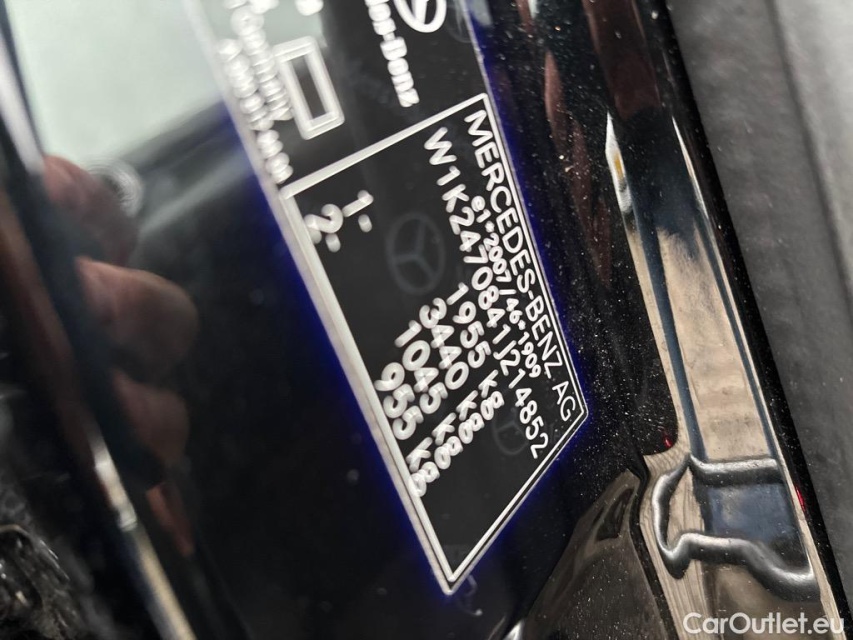 MERCEDES-BENZ AG
e1*2007/46*1909
W1K2470841J214852
1955 kg
3440 kg
1- 1045 kg
2- 955 kg
CarOutlet.eu